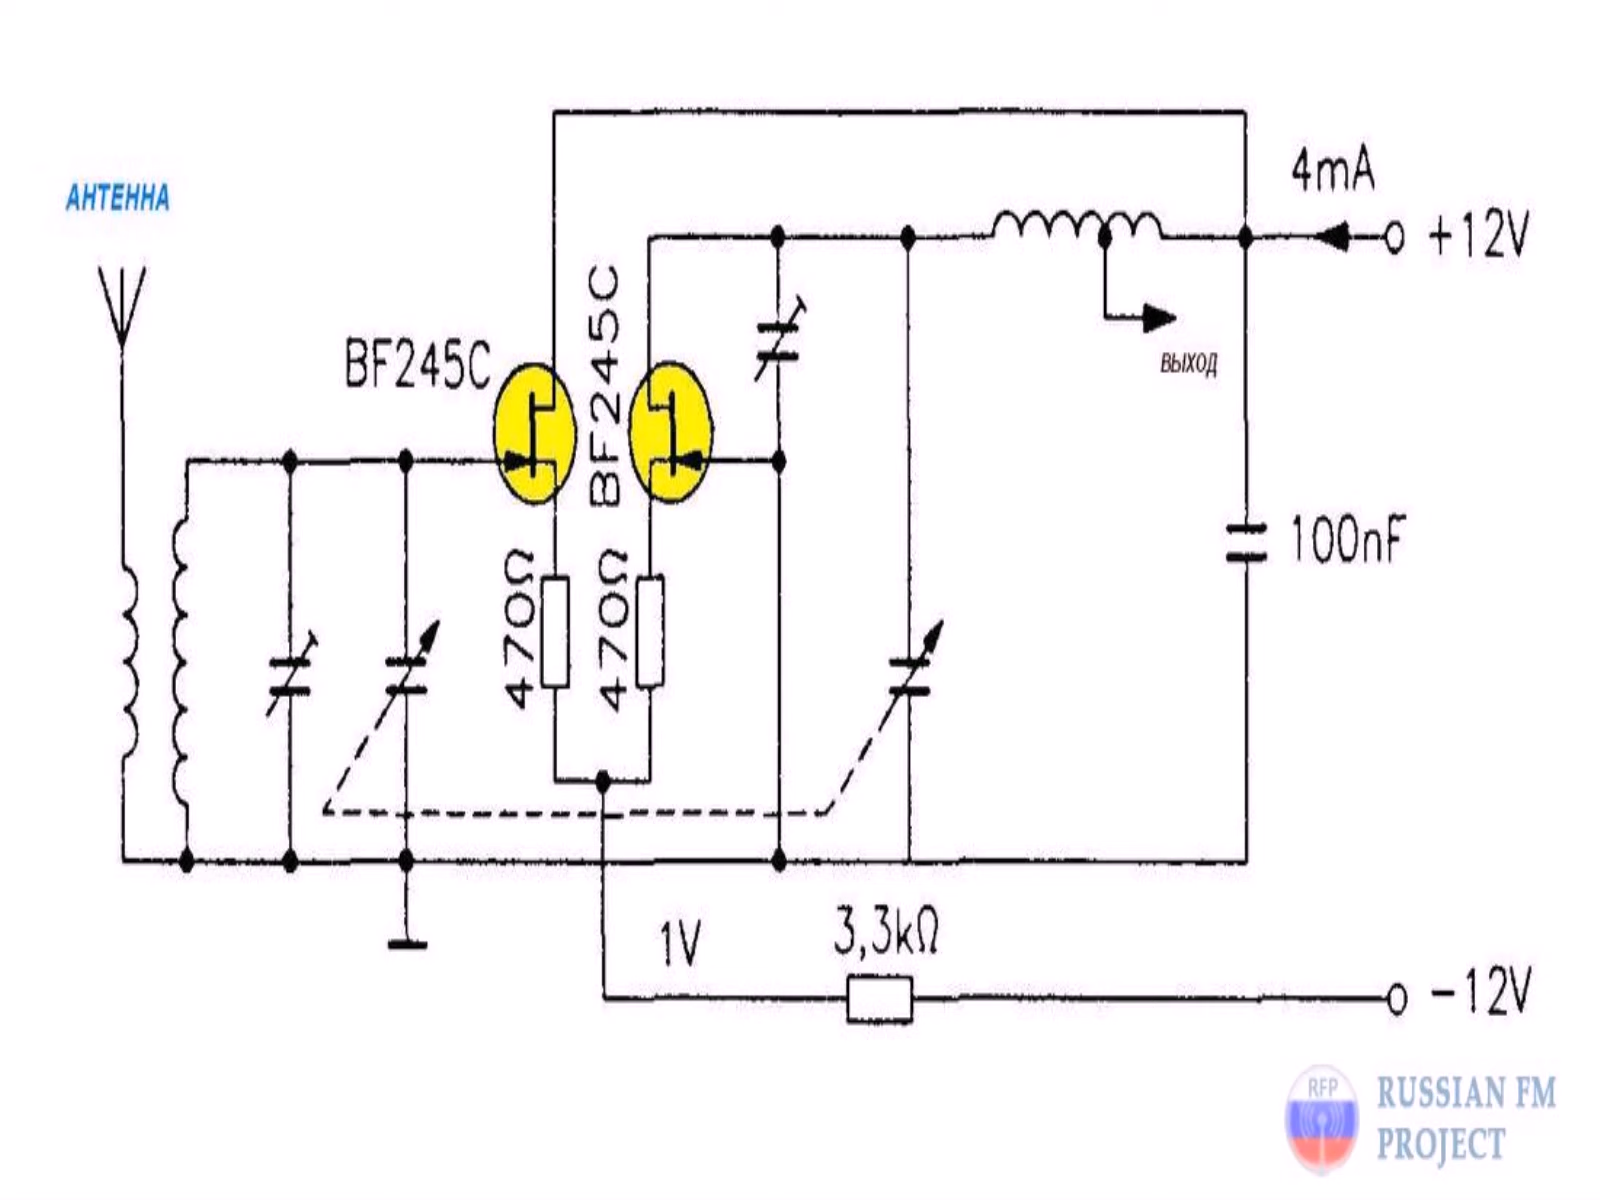 4mA
АНТЕННА
+12V
BF245C
BF245C
ВЫХОД
100nF
470Ω
470Ω
1V
3,3kΩ
-12V
RFP
RUSSIAN FM
PROJECT